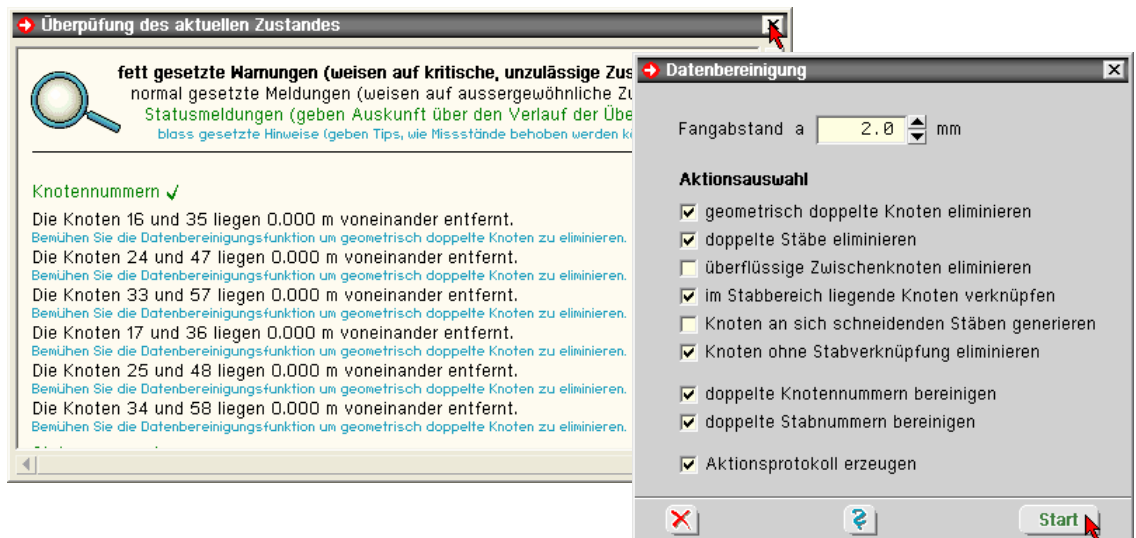 Überpüfung des aktuellen Zustandes
fett gesetzte Warnungen (weisen auf kritische, unzulässige
normal gesetzte Meldungen (weisen auf aussergewöhnliche
Statusmeldungen (geben Auskunft über den Verlauf der
blass gesetzte Hinweise (geben Tips, wie Missstände behoben werden
Knotennummern ✓
Die Knoten 16 und 35 liegen 0.000 m voneinander entfernt.
Bemühen Sie die Datenbereinigungsfunktion um geometrisch doppelte Knoten zu eliminieren.
Die Knoten 24 und 47 liegen 0.000 m voneinander entfernt.
Bemühen Sie die Datenbereinigungsfunktion um geometrisch doppelte Knoten zu eliminieren.
Die Knoten 33 und 57 liegen 0.000 m voneinander entfernt.
Bemühen Sie die Datenbereinigungsfunktion um geometrisch doppelte Knoten zu eliminieren.
Die Knoten 17 und 36 liegen 0.000 m voneinander entfernt.
Bemühen Sie die Datenbereinigungsfunktion um geometrisch doppelte Knoten zu eliminieren.
Die Knoten 25 und 48 liegen 0.000 m voneinander entfernt.
Bemühen Sie die Datenbereinigungsfunktion um geometrisch doppelte Knoten zu eliminieren.
Die Knoten 34 und 58 liegen 0.000 m voneinander entfernt.
Bemühen Sie die Datenbereinigungsfunktion um geometrisch doppelte Knoten zu eliminieren.
Datenbereinigung
Fangabstand a 2.0 mm
Aktionsauswahl
geometrisch doppelte Knoten eliminieren
doppelte Stäbe eliminieren
überflüssige Zwischenknoten eliminieren
im Stabbereich liegende Knoten verknüpfen
Knoten an sich schneidenden Stäben generieren
Knoten ohne Stabverknüpfung eliminieren
doppelte Knotennummern bereinigen
doppelte Stabnummern bereinigen
Aktionsprotokoll erzeugen
Start